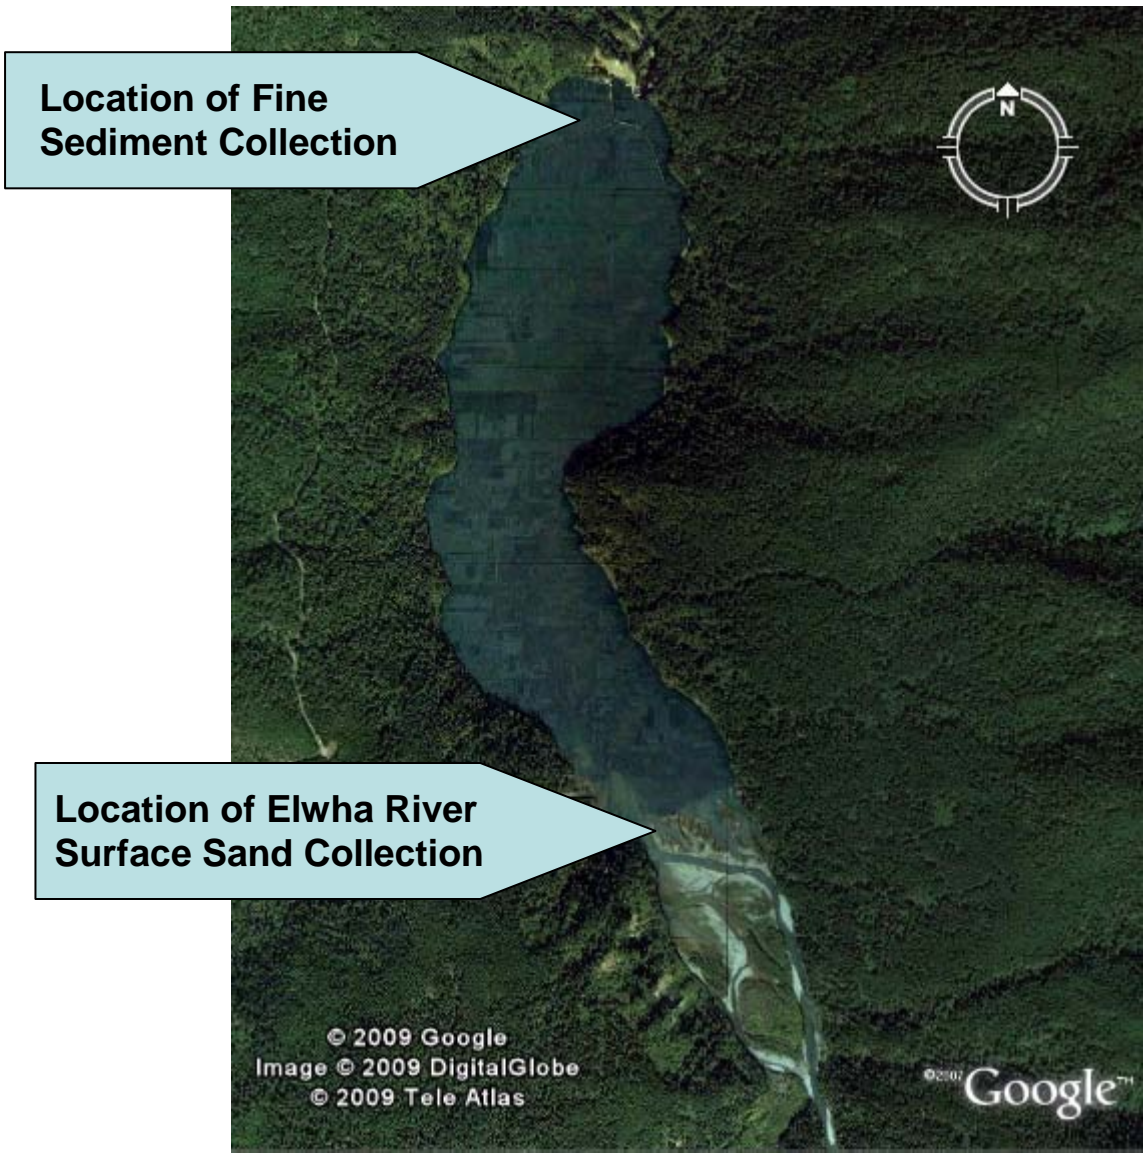 Location of Fine
Sediment Collection
N
Location of Elwha River
Surface Sand Collection
© 2009 Google
Image © 2009 DigitalGlobe
© 2009 Tele Atlas
©2007 Google™